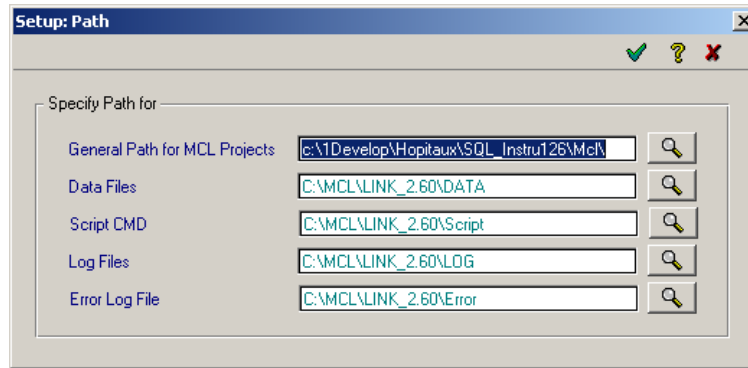 Setup: Path
Specify Path for
General Path for MCL Projects c:\1Develop\Hopitaux\SQL_Instru126\Mcl\
Data Files C:\MCL\LINK_2.60\DATA
Script CMD C:\MCL\LINK_2.60\Script
Log Files C:\MCL\LINK_2.60\LOG
Error Log File C:\MCL\LINK_2.60\Error